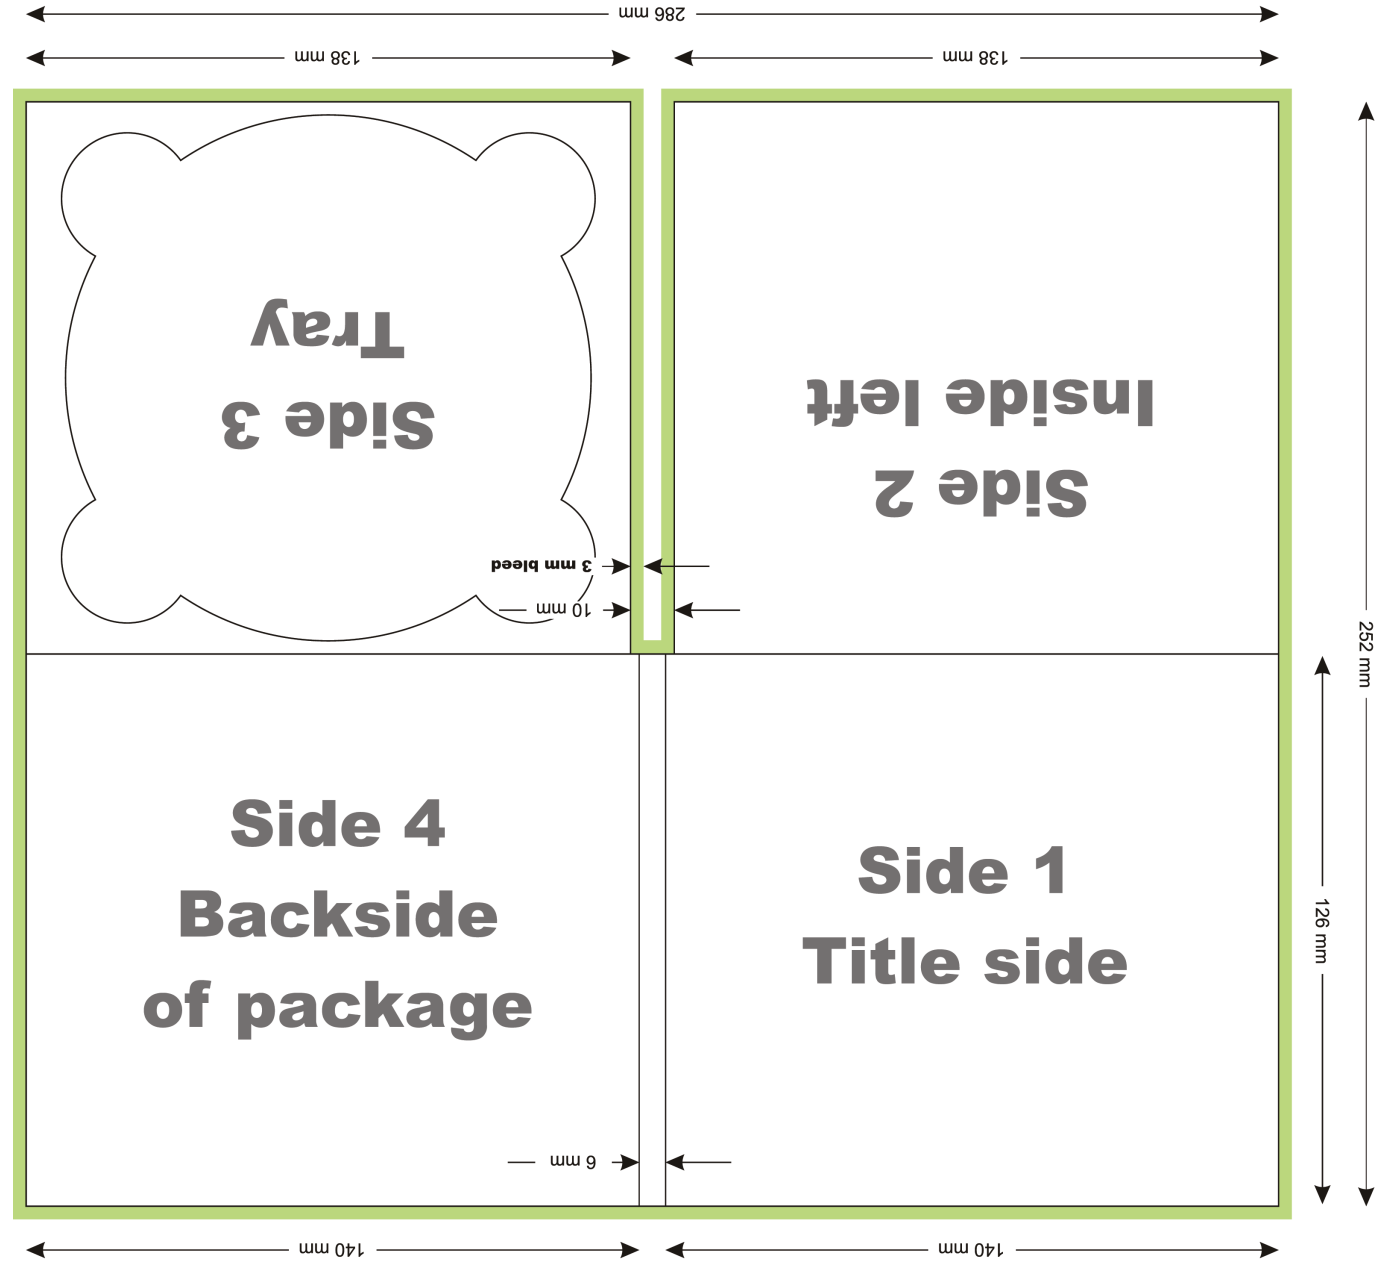 286 mm
138 mm
138 mm
Tray
Side 3
Inside left
Side 2
3 mm bleed
10 mm
252 mm
Side 4
Backside
of package
Side 1
Title side
126 mm
6 mm
140 mm
140 mm